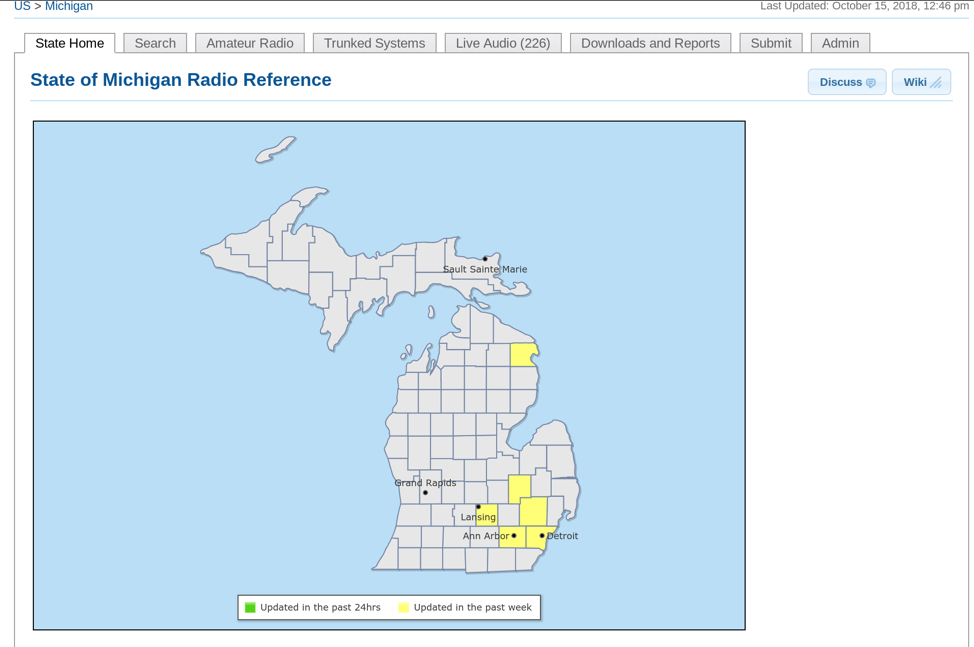 US > Michigan Last Updated: October 15, 2018, 12:46 pm
State Home Search Amateur Radio Trunked Systems Live Audio (226) Downloads and Reports Submit Admin
State of Michigan Radio Reference Discuss Wiki
Sault Sainte Marie
Grand Rapids
Lansing
Ann Arbor Detroit
Updated in the past 24hrs Updated in the past week